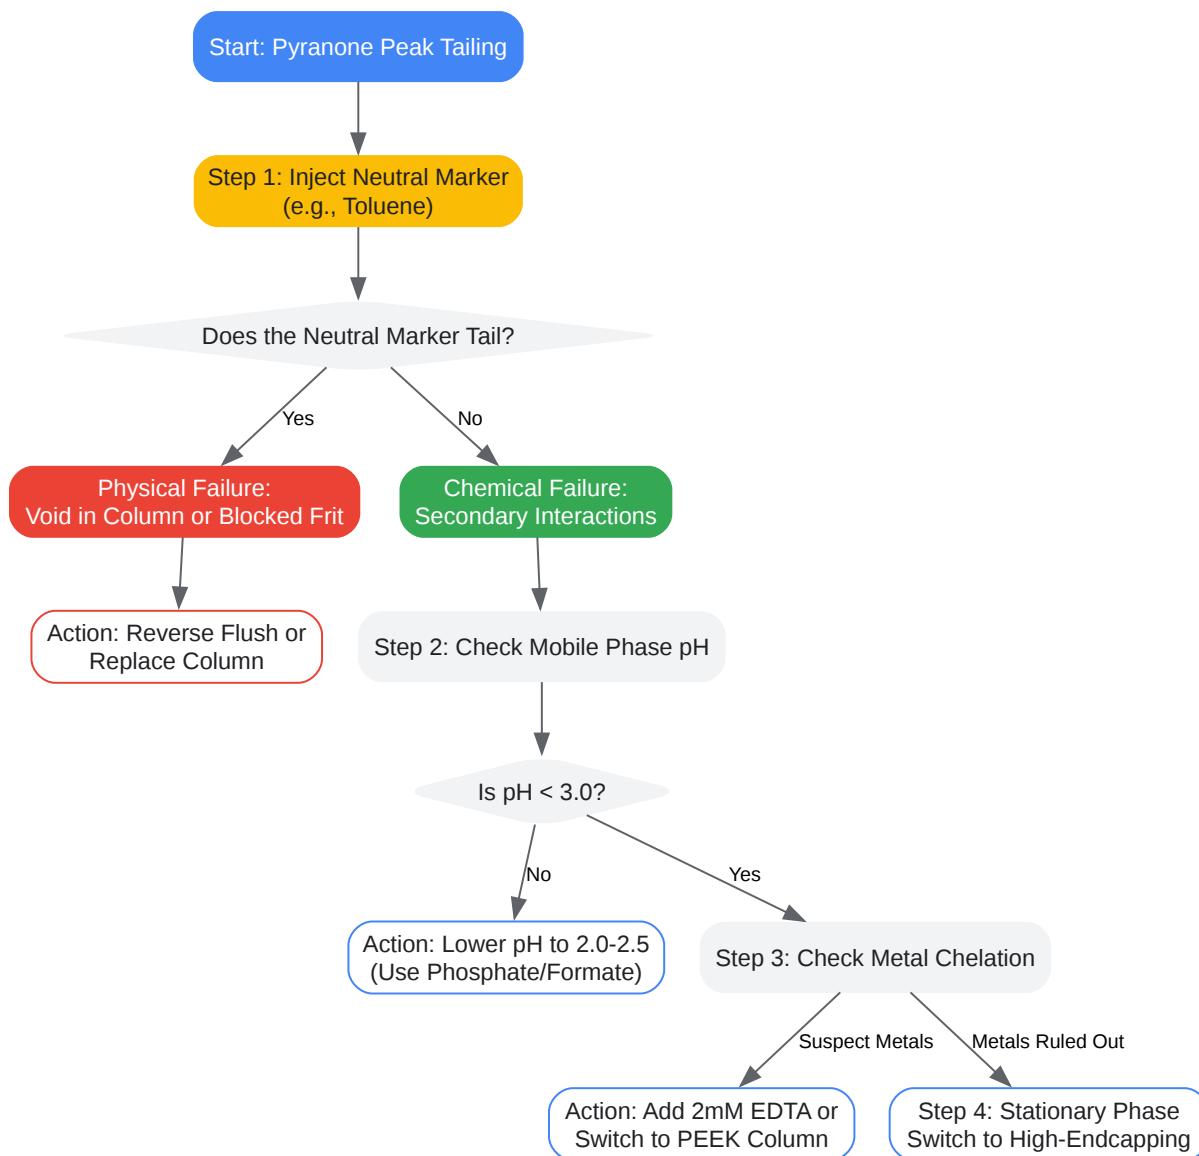 Start: Pyranone Peak Tailing
Step 1: Inject Neutral Marker
(e.g., Toluene)
Does the Neutral Marker Tail?
Yes
No
Physical Failure:
Void in Column or Blocked Frit
Chemical Failure:
Secondary Interactions
Action: Reverse Flush or
Replace Column
Step 2: Check Mobile Phase pH
Is pH < 3.0?
No
Yes
Action: Lower pH to 2.0-2.5
(Use Phosphate/Formate)
Step 3: Check Metal Chelation
Suspect Metals
Metals Ruled Out
Action: Add 2mM EDTA or
Switch to PEEK Column
Step 4: Stationary Phase
Switch to High-Endcapping